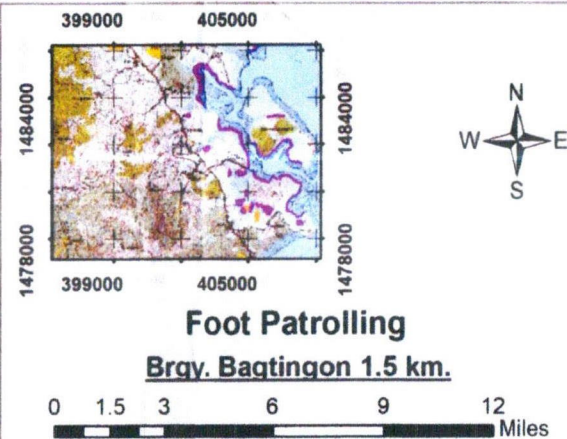 399000 405000
1484000 1484000
N
W E
S
1478000 1478000
399000 405000
Foot Patrolling
Brgy. Bagtingon 1.5 km.
0 1.5 3 6 9 12
Miles